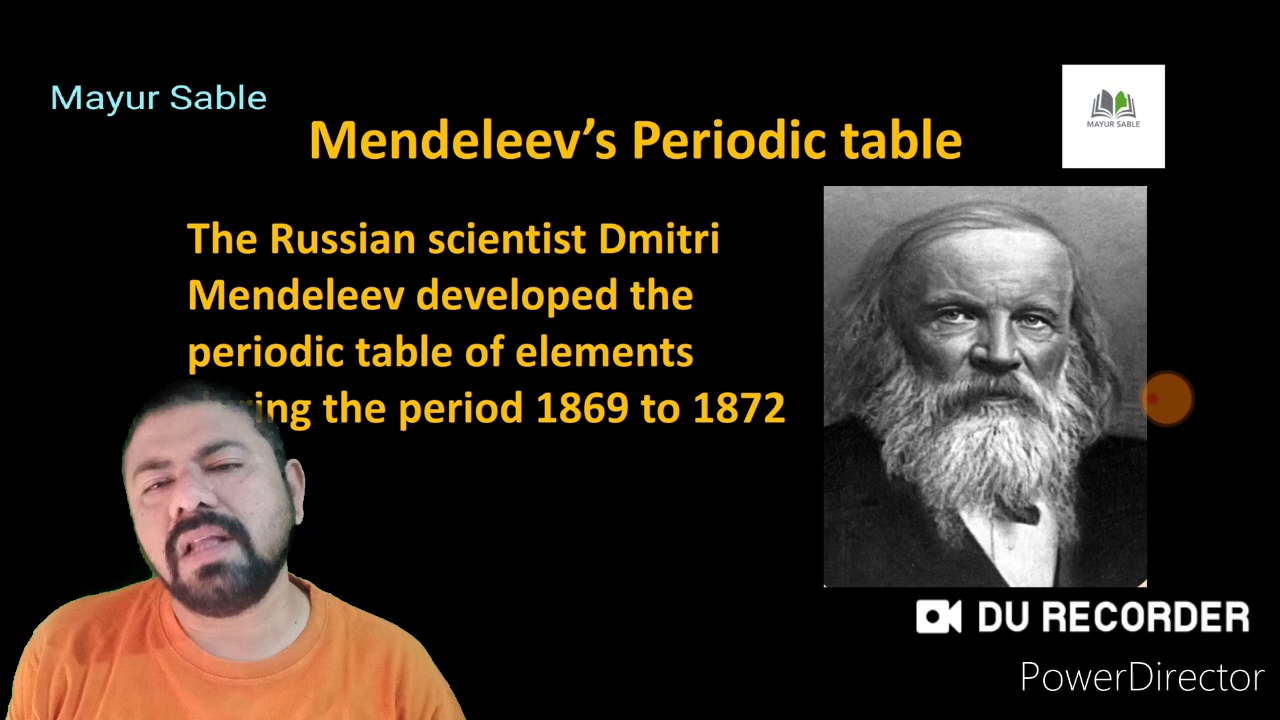 Mayur Sable
MAYUR SABLE
Mendeleev's Periodic table
The Russian scientist Dmitri
Mendeleev developed the
periodic table of elements
during the period 1869 to 1872
DU RECORDER
PowerDirector